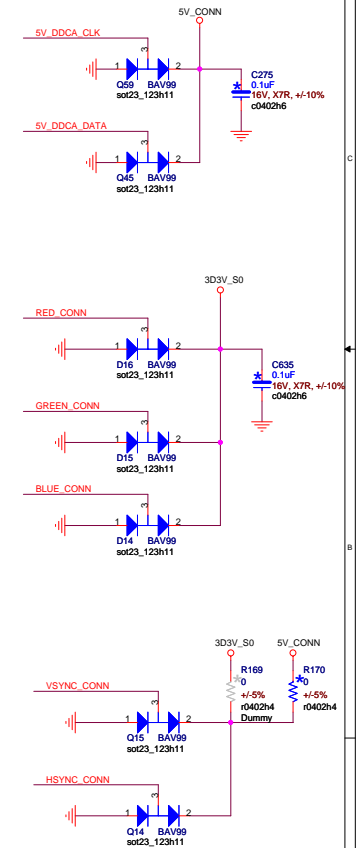 5V_CONN
5V_DDCA_CLK
3
1
2
Q59
BAV99
sot23_123h11
C275
0.1uF
16V, X7R, +/-10%
c0402h6
*
5V_DDCA_DATA
3
1
2
Q45
BAV99
sot23_123h11
C
3D3V_S0
RED_CONN
3
1
2
D16
BAV99
sot23_123h11
C635
0.1uF
16V, X7R, +/-10%
c0402h6
*
GREEN_CONN
3
1
2
D15
BAV99
sot23_123h11
BLUE_CONN
3
1
2
D14
BAV99
sot23_123h11
B
3D3V_S0
5V_CONN
R169
0
+/-5%
r0402h4
Dummy
*
R170
0
+/-5%
r0402h4
*
VSYNC_CONN
3
1
2
Q15
BAV99
sot23_123h11
HSYNC_CONN
3
1
2
Q14
BAV99
sot23_123h11